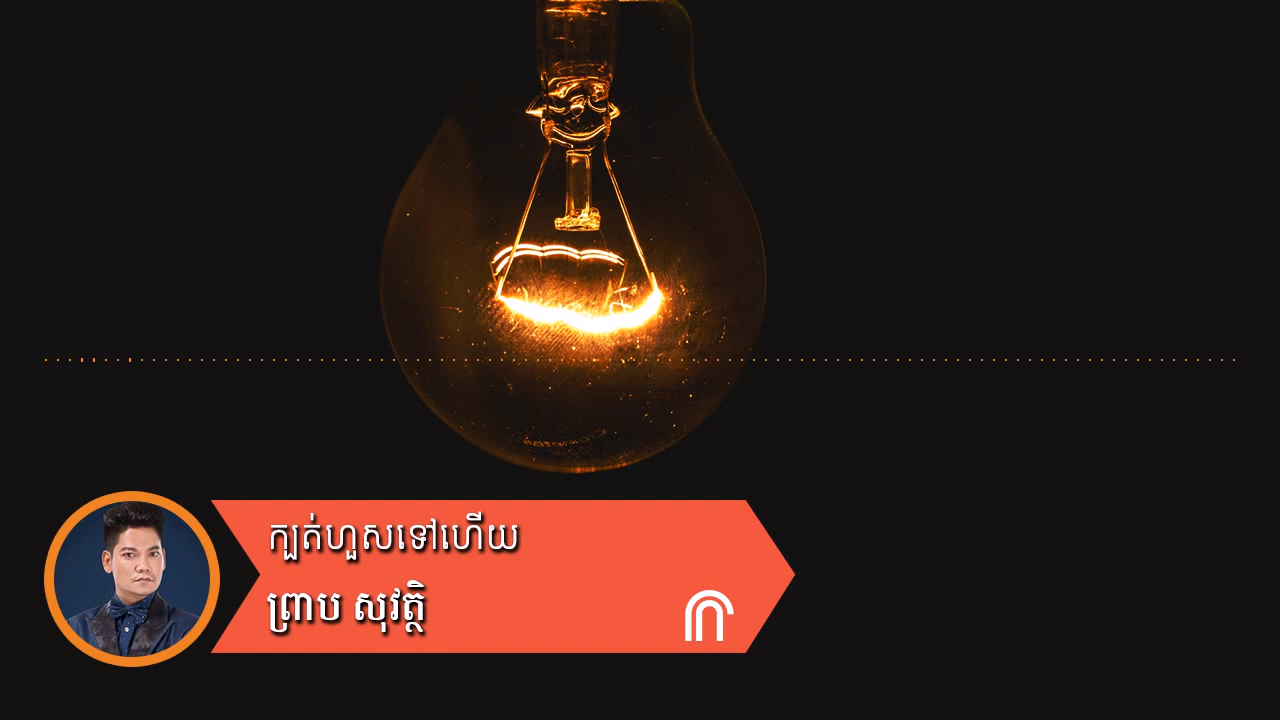 ក្បត់ហួសទៅហើយ
ព្រាប សុវត្ថិ